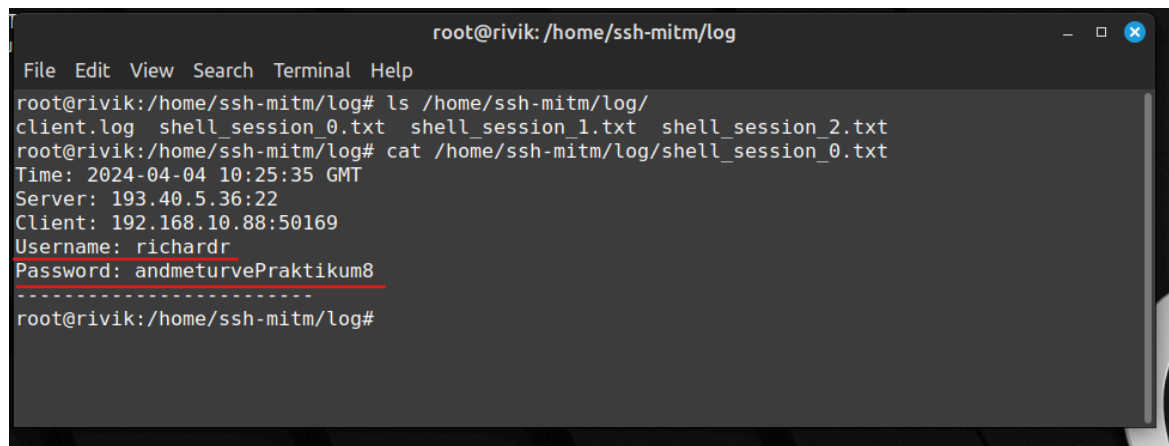 root@rivik: /home/ssh-mitm/log
File Edit View Search Terminal Help
root@rivik:/home/ssh-mitm/log# ls /home/ssh-mitm/log/
client.log  shell_session_0.txt  shell_session_1.txt  shell_session_2.txt
root@rivik:/home/ssh-mitm/log# cat /home/ssh-mitm/log/shell_session_0.txt
Time: 2024-04-04 10:25:35 GMT
Server: 193.40.5.36:22
Client: 192.168.10.88:50169
Username: richardr
Password: andmeturvePraktikum8
-------------------------
root@rivik:/home/ssh-mitm/log#